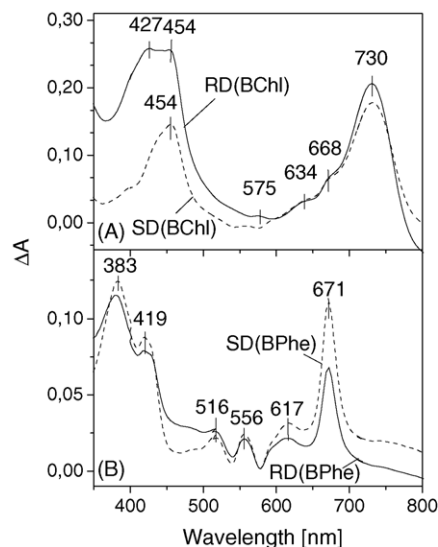 0,30
427 454
730
0,20
RD(BChl)
454
668
634
0,10
575
0,00
SD(BChl)
(A)
ΔA
383
671
0,10
419
SD(BPhe)
0,05
516 556 617
0,00
RD(BPhe)
(B)
400 500 600 700 800
Wavelength [nm]